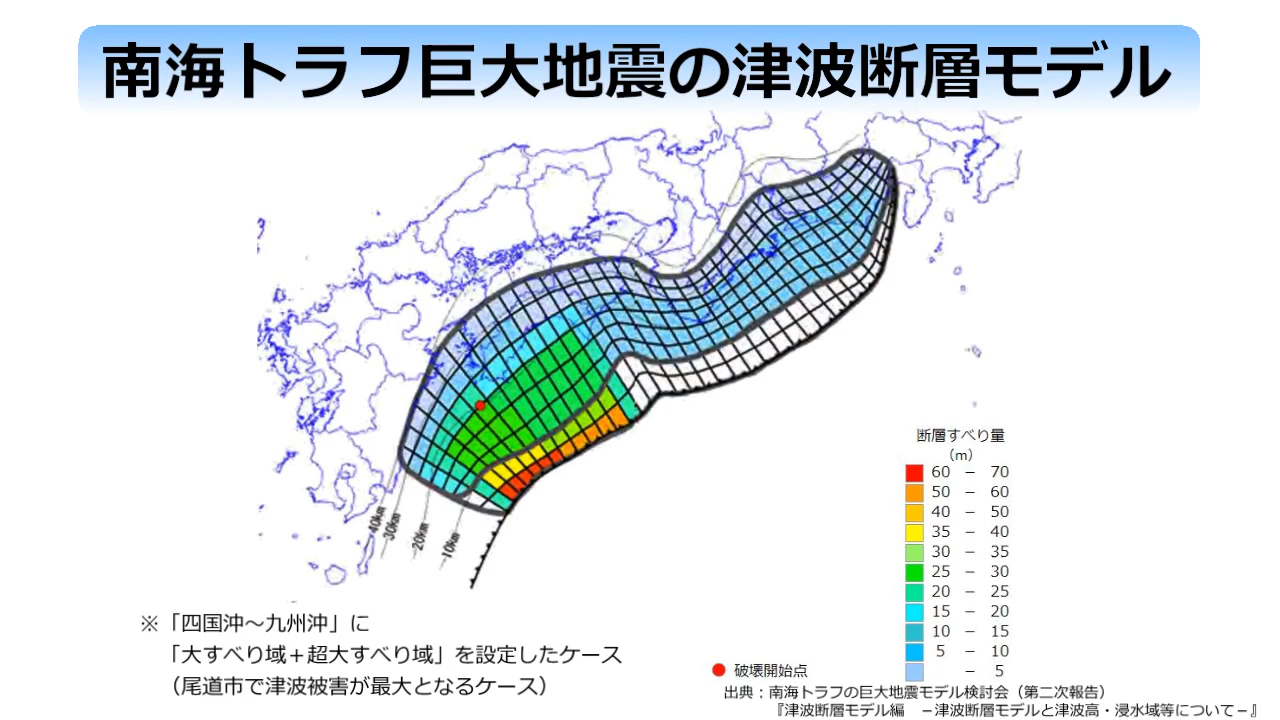 南海トラフ巨大地震の津波断層モデル
40km
30km
20km
10km
断層すべり量
（m）
60 － 70
50 － 60
40 － 50
35 － 40
30 － 35
25 － 30
20 － 25
15 － 20
10 － 15
5 － 10
－ 5
※「四国沖～九州沖」に
「大すべり域＋超大すべり域」を設定したケース
（尾道市で津波被害が最大となるケース）
破壊開始点
出典：南海トラフの巨大地震モデル検討会（第二次報告）
『津波断層モデル編　－津波断層モデルと津波高・浸水域等について－』